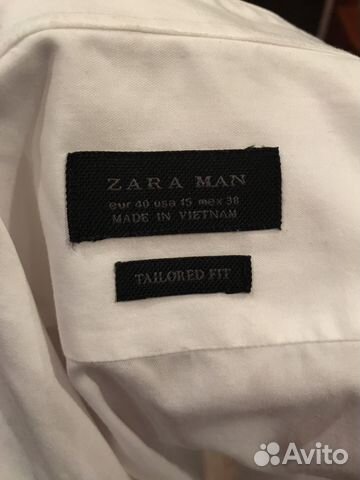 ZARA MAN
eur 40 usa 15 mex 38
MADE IN VIETNAM
TAILORED FIT
Avito